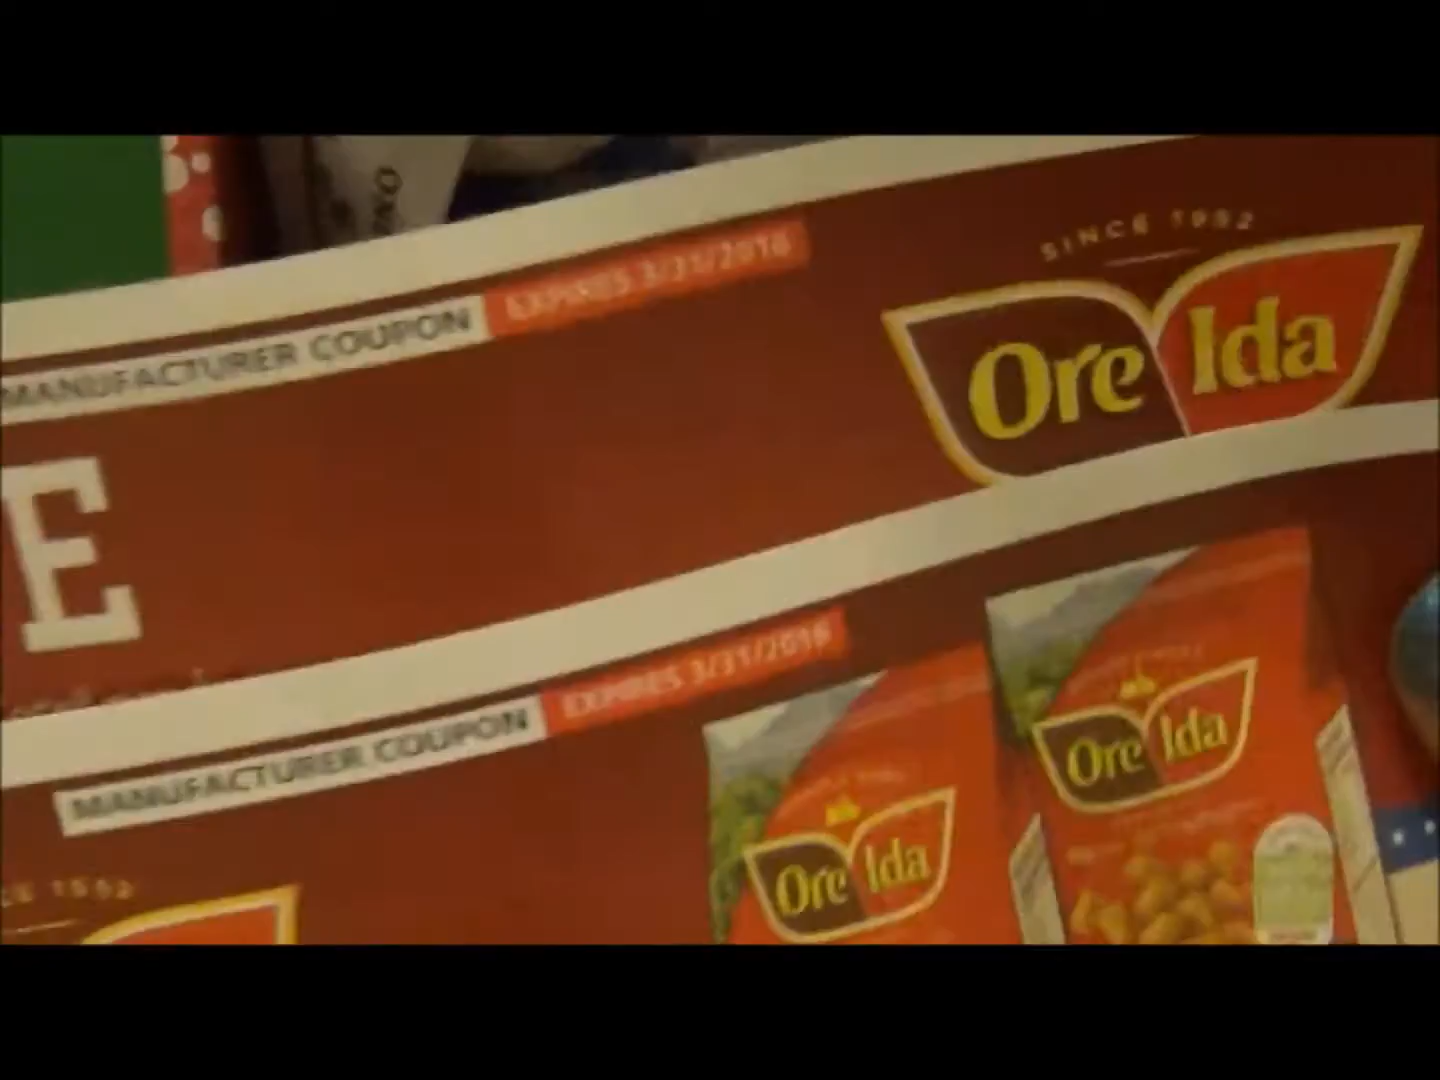 MANUFACTURER COUPON EXPIRES 3/31/2016
SINCE 1952
Ore Ida
E
MANUFACTURER COUPON EXPIRES 3/31/2016
Ore Ida
Ore Ida
1952